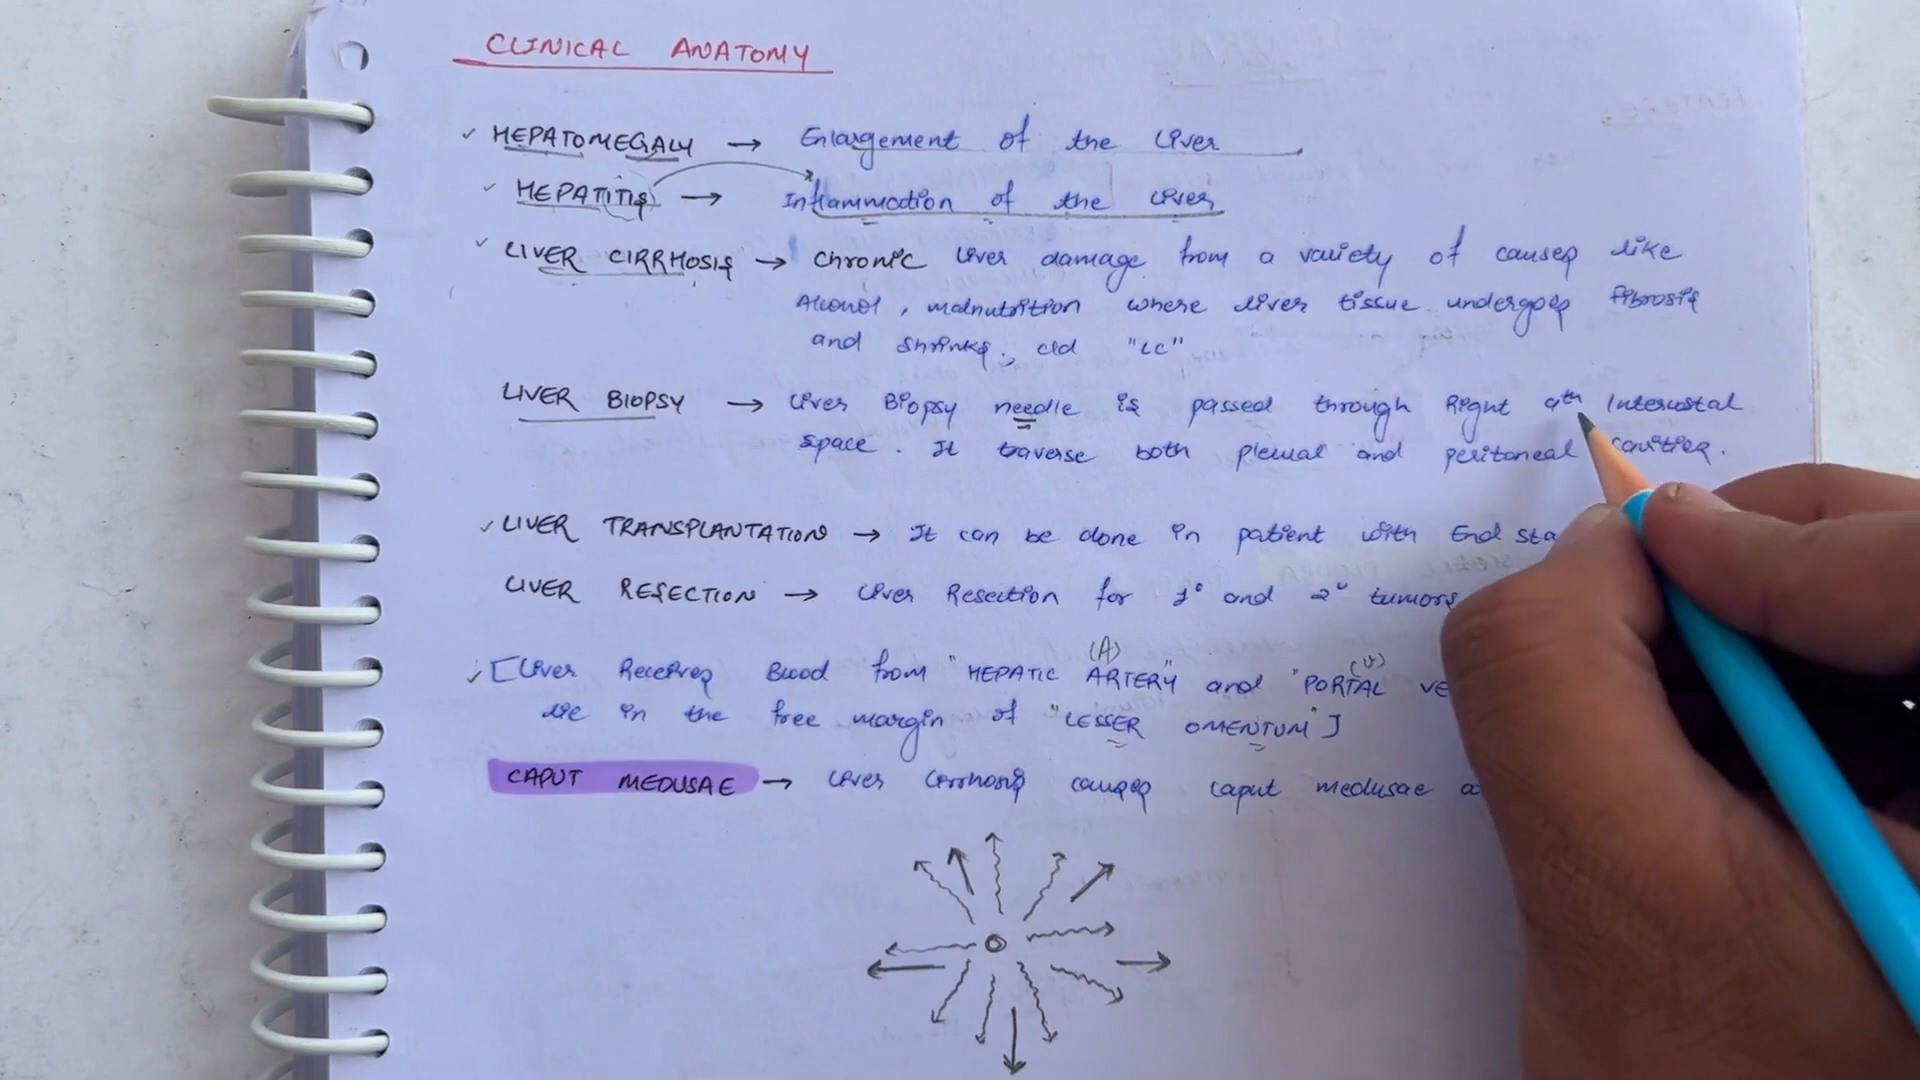 CLINICAL ANATOMY
HEPATOMEGALY → Enlargement of the Liver
HEPATITIS → Inflammation of the Liver
LIVER CIRRHOSIS → Chronic liver damage from a variety of causes like
Alcohol, malnutrition where liver tissue undergoes fibrosis
and shrinks., cld "LC"
LIVER BIOPSY → Liver Biopsy needle is passed through Right 9th Intercostal
space. It traverse both pleural and peritoneal cavities.
LIVER TRANSPLANTATION → It can be done in patient with End sta
LIVER RESECTION → Liver Resection for 1° and 2° tumors
(A) (V)
[Liver Receives Blood from "HEPATIC ARTERY" and "PORTAL VE
lie in the free margin of "LESSER OMENTUM"]
CAPUT MEDUSAE → Liver Cirrhosis causes caput medusae a